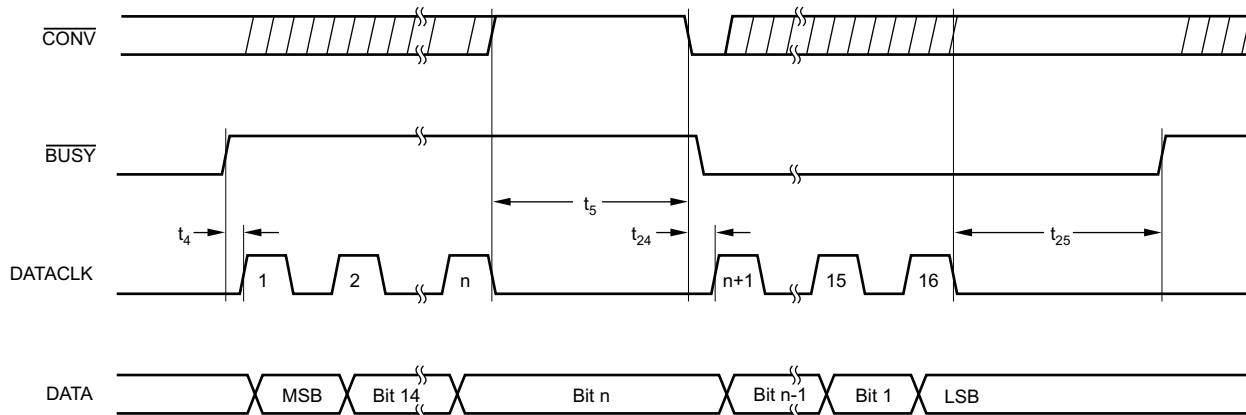 CONV
BUSY
t5
t4
t24
t25
DATACLK
1
2
n
n+1
15
16
DATA
MSB
Bit 14
Bit n
Bit n-1
Bit 1
LSB